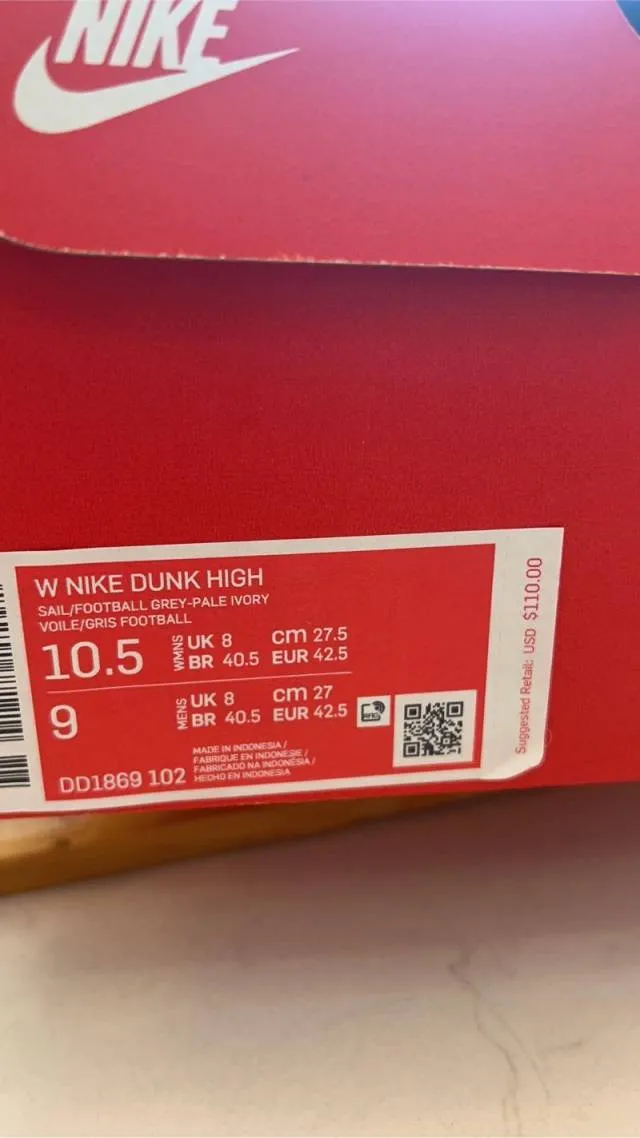 NIKE
W NIKE DUNK HIGH
SAIL/FOOTBALL GREY-PALE IVORY
VOILE/GRIS FOOTBALL
10.5 WMNS UK 8 cm 27.5
BR 40.5 EUR 42.5
9 MENS UK 8 cm 27
BR 40.5 EUR 42.5
DD1869 102
MADE IN INDONESIA /
FABRIQUE EN INDONESIE /
FABRICADO NA INDONÉSIA /
HECHO EN INDONESIA
Suggested Retail: USD $110.00